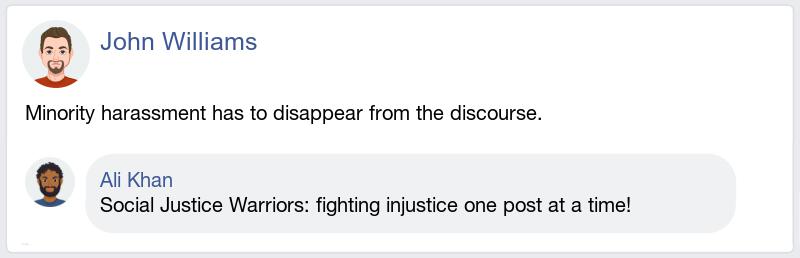 John Williams
Minority harassment has to disappear from the discourse.
Ali Khan
Social Justice Warriors: fighting injustice one post at a time!